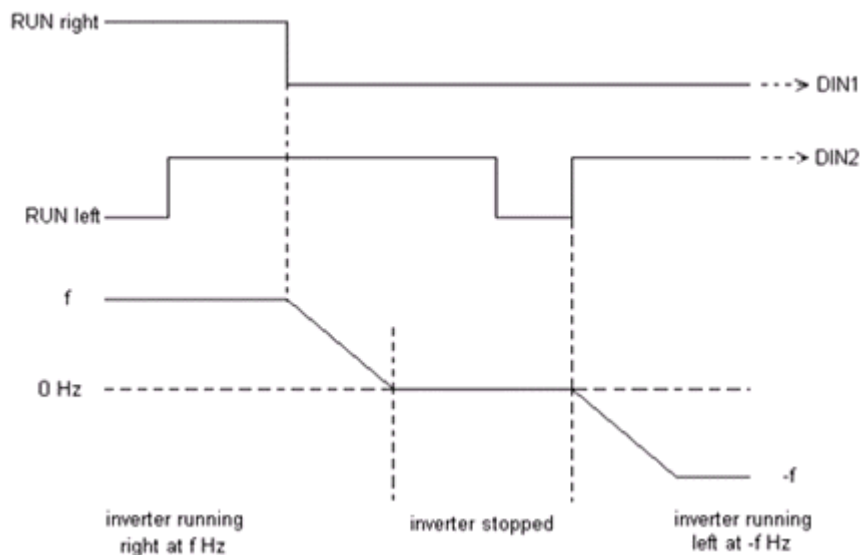 RUN right
DIN1
DIN2
RUN left
f
0 Hz
-f
inverter running
right at f Hz
inverter stopped
inverter running
left at -f Hz